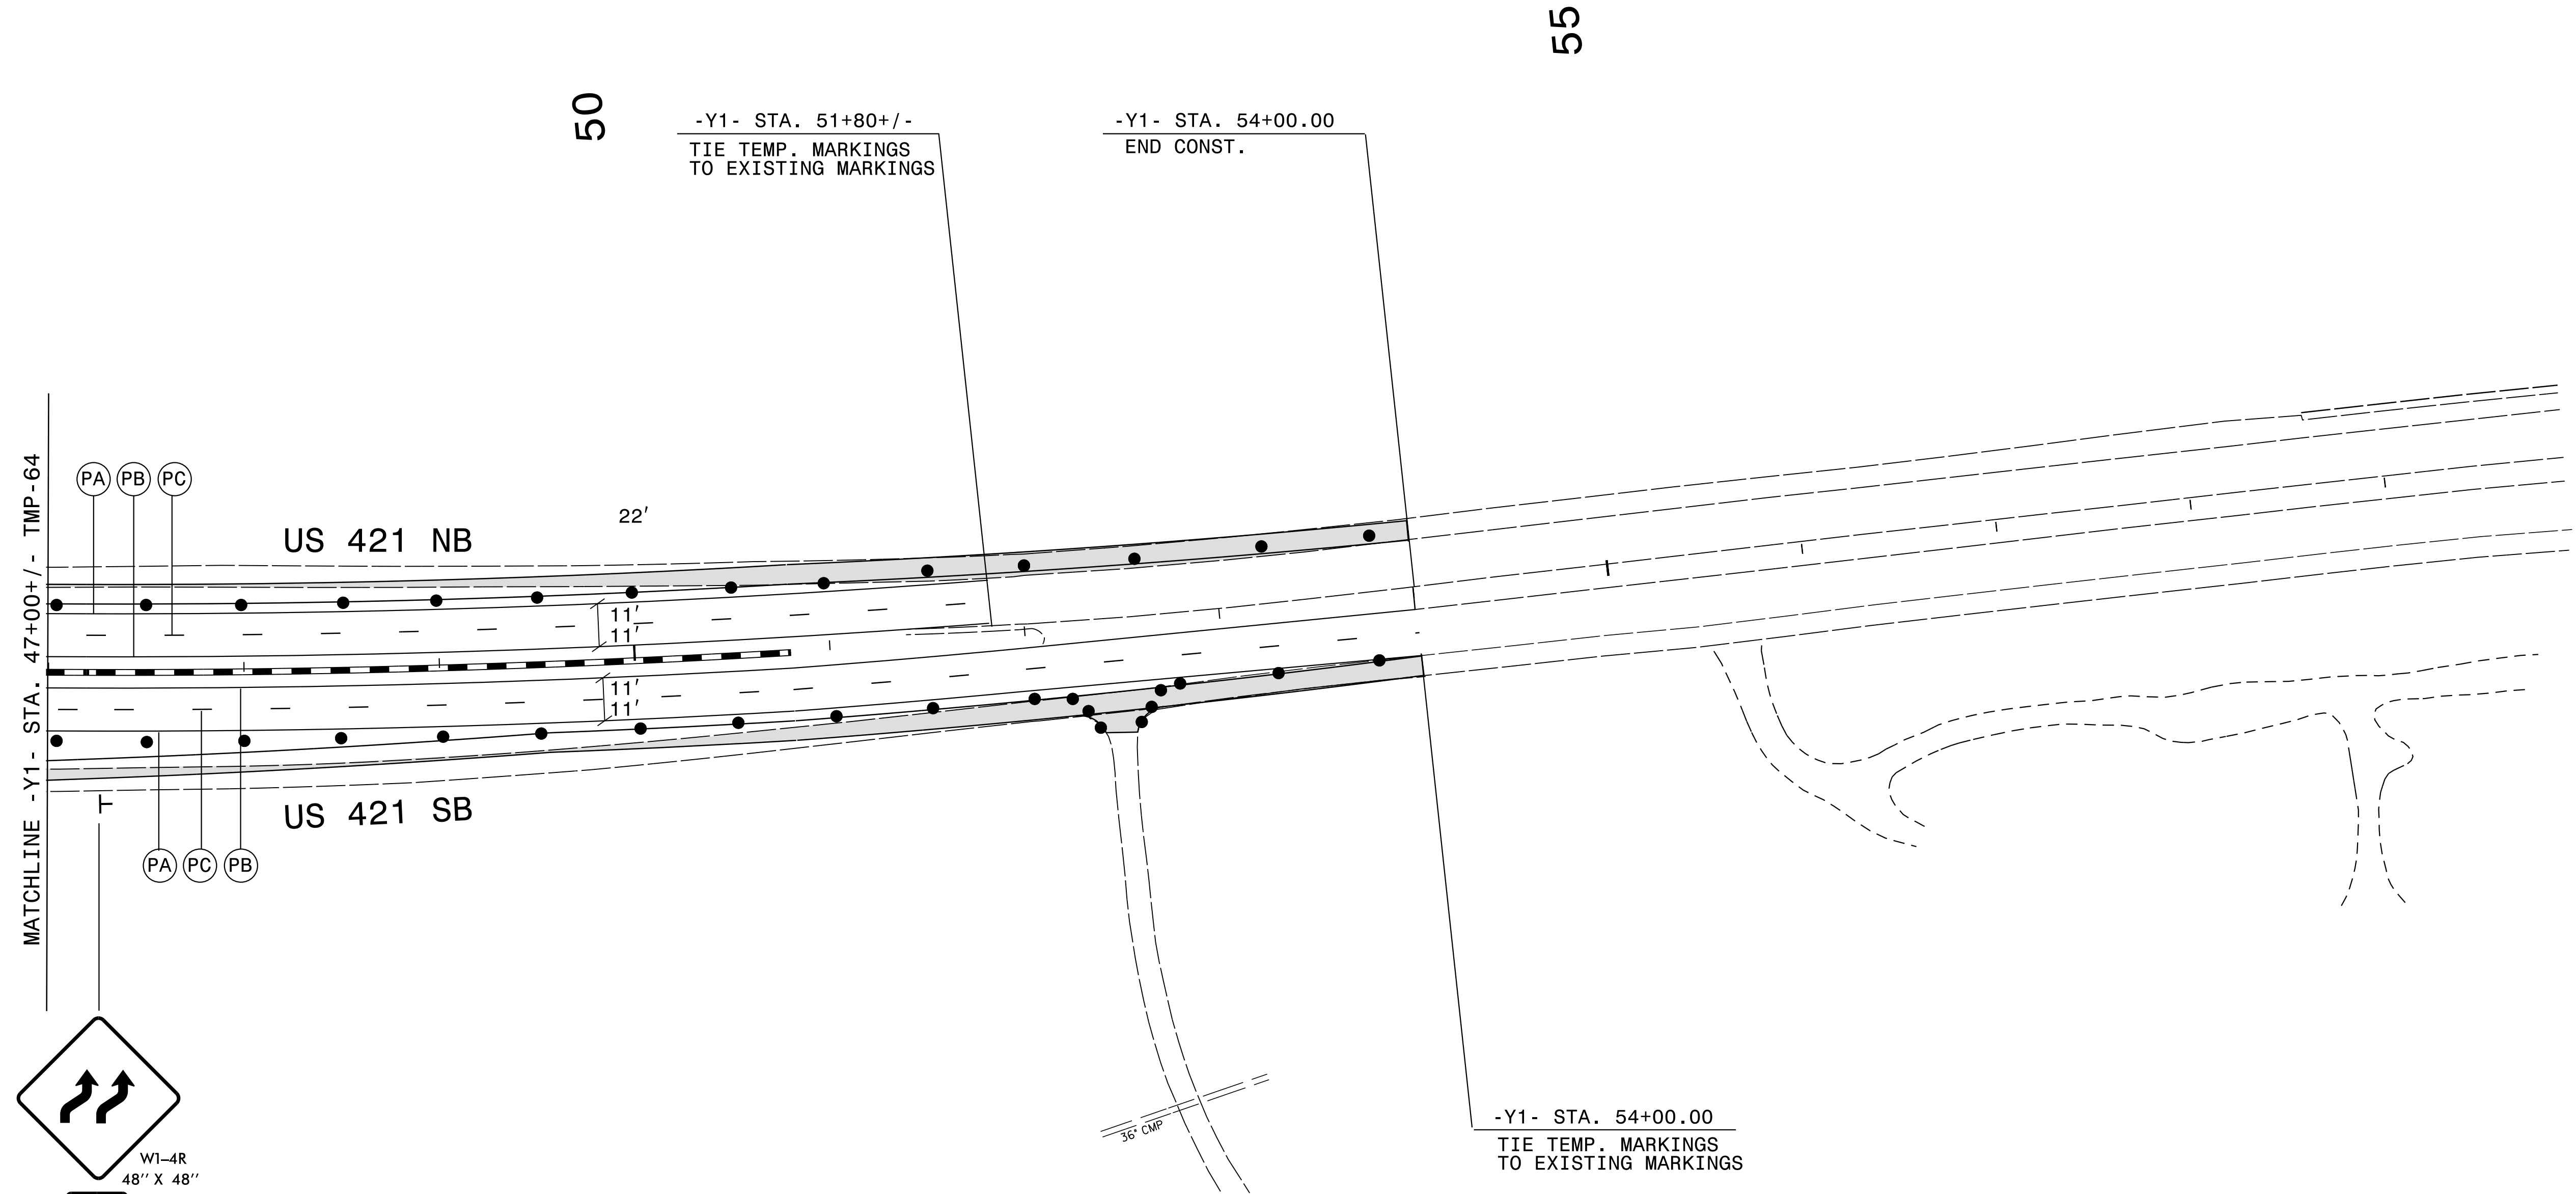 55
50
-Y1- STA. 51+80+/-
TIE TEMP. MARKINGS
TO EXISTING MARKINGS
-Y1- STA. 54+00.00
END CONST.
MATCHLINE -Y1- STA. 47+00+/- TMP-64
PA PB PC
US 421 NB
22'
11'
11'
11'
11'
US 421 SB
PA PC PB
W1-4R
48'' X 48''
36" CMP
-Y1- STA. 54+00.00
TIE TEMP. MARKINGS
TO EXISTING MARKINGS